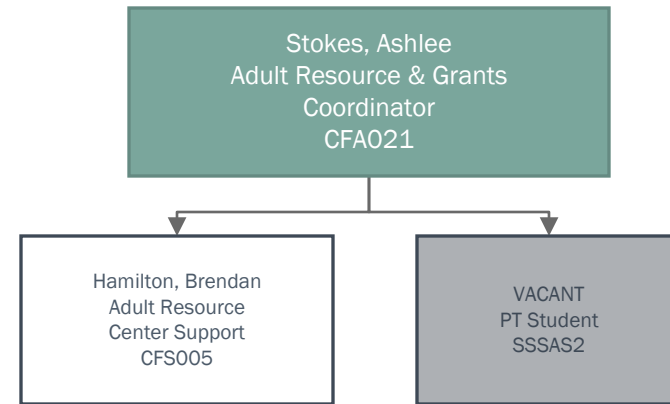 Stokes, Ashlee
Adult Resource & Grants
Coordinator
CFA021
Hamilton, Brendan
Adult Resource
Center Support
CFS005
VACANT
PT Student
SSSAS2